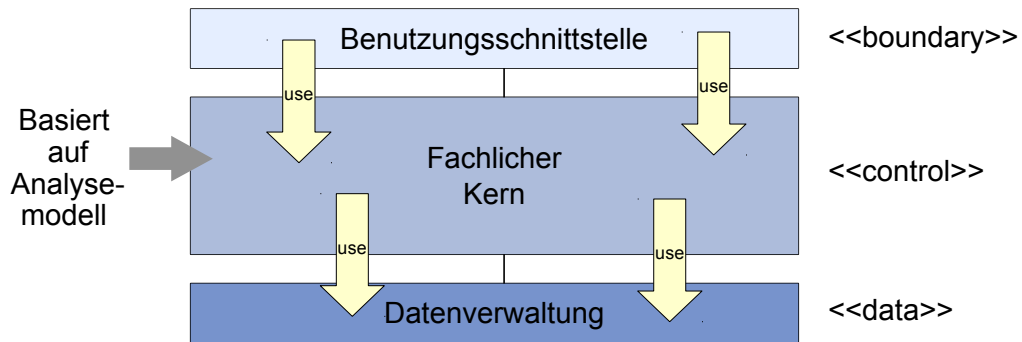 Benutzungsschnittstelle
<<boundary>>
use
use
Basiert
auf
Analyse-
modell
Fachlicher
Kern
<<control>>
use
use
Datenverwaltung
<<data>>